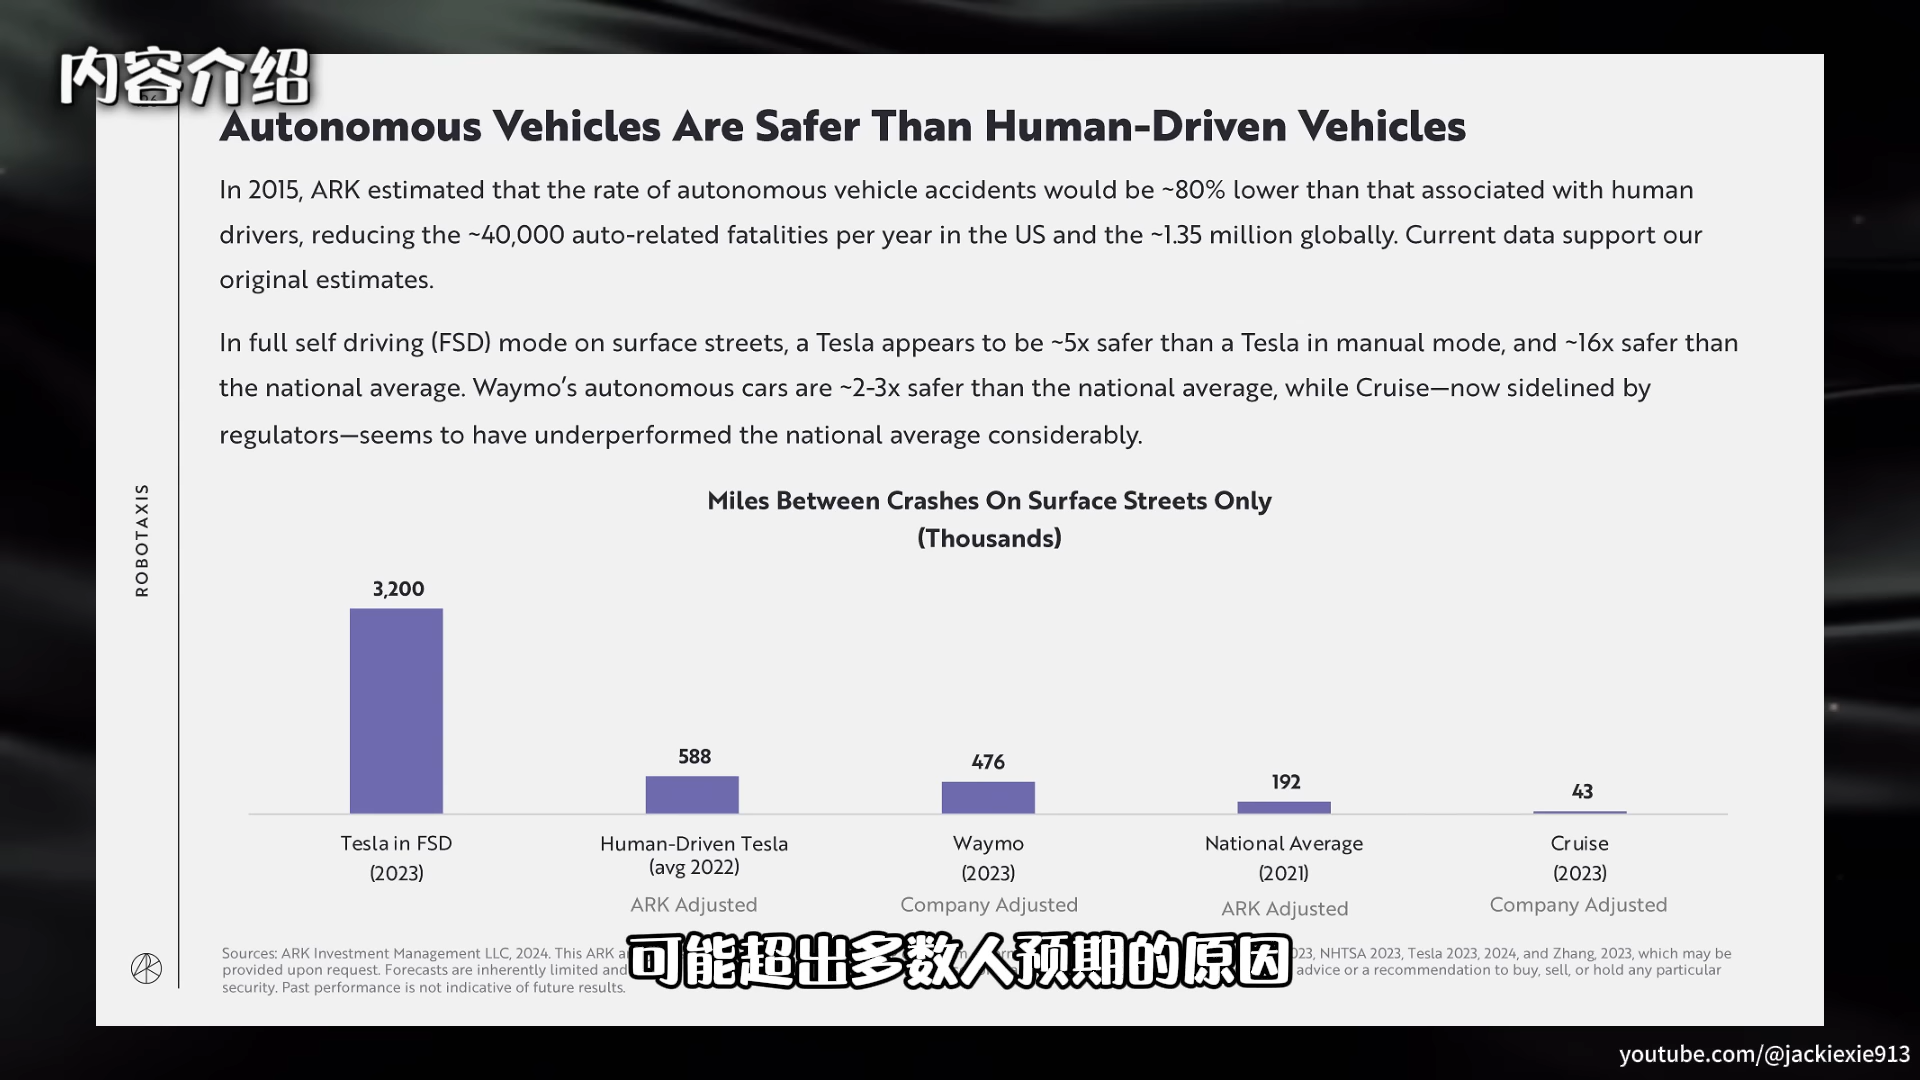 内容介绍
Autonomous Vehicles Are Safer Than Human-Driven Vehicles
In 2015, ARK estimated that the rate of autonomous vehicle accidents would be ~80% lower than that associated with human
drivers, reducing the ~40,000 auto-related fatalities per year in the US and the ~1.35 million globally. Current data support our
original estimates.
In full self driving (FSD) mode on surface streets, a Tesla appears to be ~5x safer than a Tesla in manual mode, and ~16x safer than
the national average. Waymo’s autonomous cars are ~2-3x safer than the national average, while Cruise—now sidelined by
regulators—seems to have underperformed the national average considerably.
ROBOTAXIS
Miles Between Crashes On Surface Streets Only
(Thousands)
3,200
588
476
192
43
Tesla in FSD
(2023)
Human-Driven Tesla
(avg 2022)
ARK Adjusted
Waymo
(2023)
Company Adjusted
National Average
(2021)
ARK Adjusted
Cruise
(2023)
Company Adjusted
Sources: ARK Investment Management LLC, 2024. This ARK NHTSA 2023, Tesla 2023, 2024, and Zhang, 2023, which may be
provided upon request. Forecasts are inherently limited and advice or a recommendation to buy, sell, or hold any particular
security. Past performance is not indicative of future results.
可能超出多数人预期的原因
youtube.com/@jackiexie913